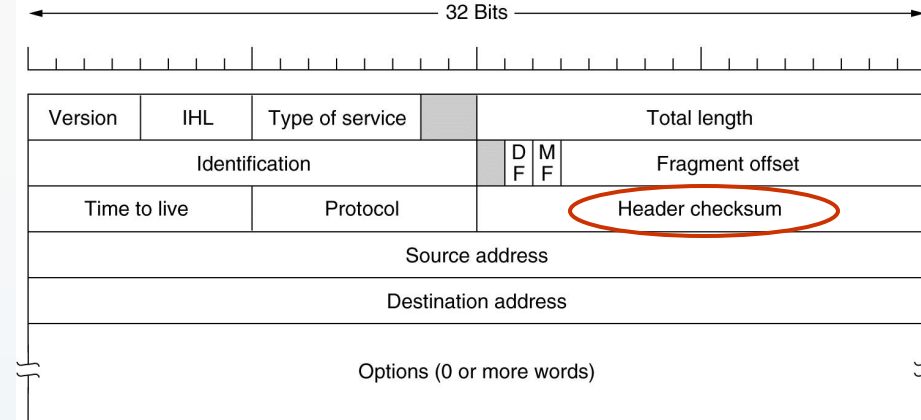 32 Bits
Version IHL Type of service Total length
Identification D F M F Fragment offset
Time to live Protocol Header checksum
Source address
Destination address
Options (0 or more words)